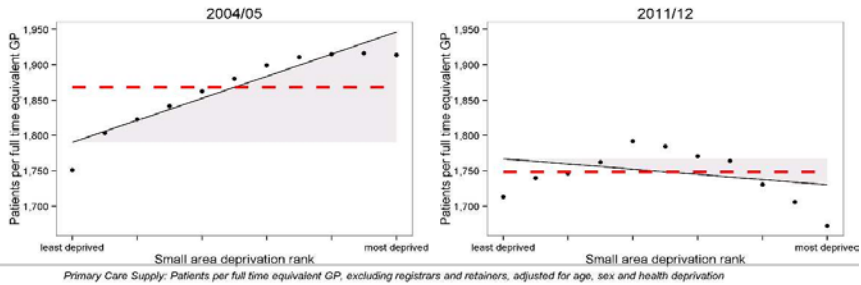 2004/05
Patients per full time equivalent GP
1,950
1,900
1,850
1,800
1,750
1,700
least deprived
most deprived
Small area deprivation rank
2011/12
Patients per full time equivalent GP
1,950
1,900
1,850
1,800
1,750
1,700
least deprived
most deprived
Small area deprivation rank
Primary Care Supply: Patients per full time equivalent GP, excluding registrars and retainers, adjusted for age, sex and health deprivation